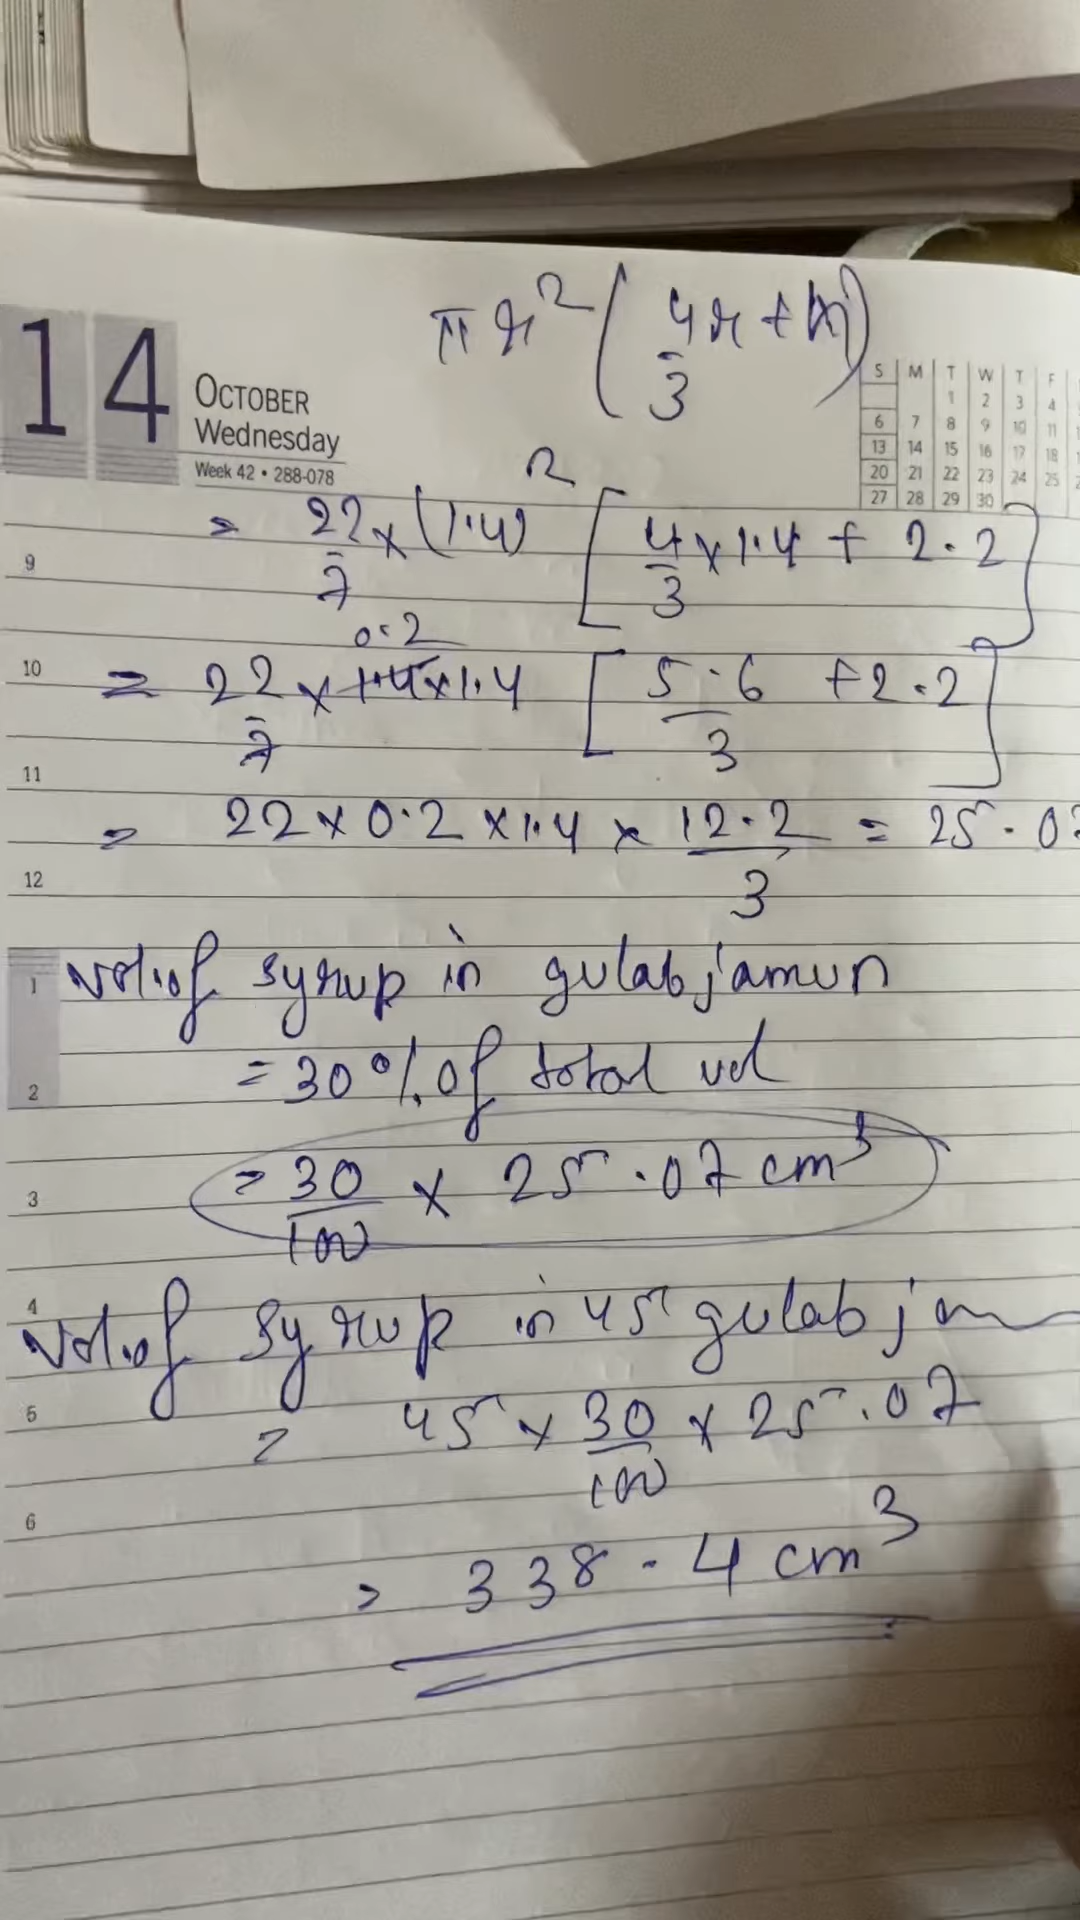 πr²(4/3 r + h)
14
OCTOBER
Wednesday
Week 42 • 288-078
S M T W T F
1 2 3 4
6 7 8 9 10 11
13 14 15 16 17 18
20 21 22 23 24 25
27 28 29 30
= 22/7 × (1.4)² [4/3 × 1.4 + 2.2]
9
0.2
10
= 22/7 × 1.4 × 1.4 [5.6/3 + 2.2]
11
= 22 × 0.2 × 1.4 × 12.2/3 = 25.07
12
1
Vol. of syrup in gulab jamun
= 30% of total vol
2
= 30/100 × 25.07 cm³
3
4
Vol. of syrup in 45 gulab jam
5
= 45 × 30/100 × 25.07
6
= 338.4 cm³